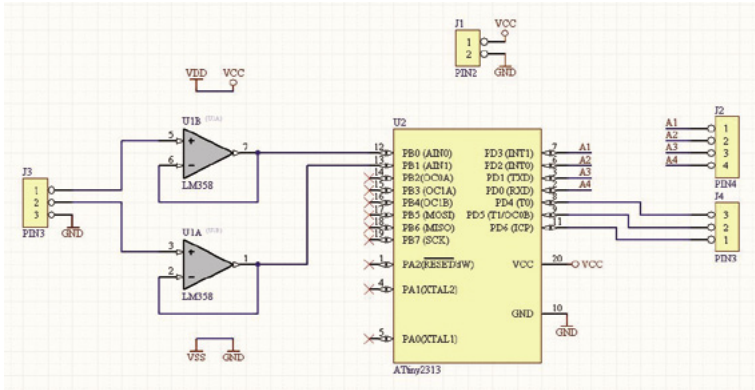 J1
VCC
1
2
GND
PIN2
VDD
VCC
U1B
5
6
7
LM358
J3
1
2
3
PIN3
GND
U1A
3
2
1
LM358
VSS
GND
U2
12 PB0 (AIN0)
13 PB1 (AIN1)
14 PB2 (OC0A)
15 PB3 (OC1A)
16 PB4 (OC1B)
17 PB5 (MOSI)
18 PB6 (MISO)
19 PB7 (SCK)
1 PA2(RESET/dW)
4 PA1(XTAL2)
5 PA0(XTAL1)
PD3 (INT1) 7 A1
PD2 (INT0) 6 A2
PD1 (TXD) 3 A3
PD0 (RXD) A4
PD4 (T0) 8
PD5 (T1/OC0B) 9
PD6 (ICP) 11
VCC 20 VCC
GND 10
GND
ATiny2313
J2
A1 1
A2 2
A3 3
A4 4
PIN4
J4
3
2
1
PIN3